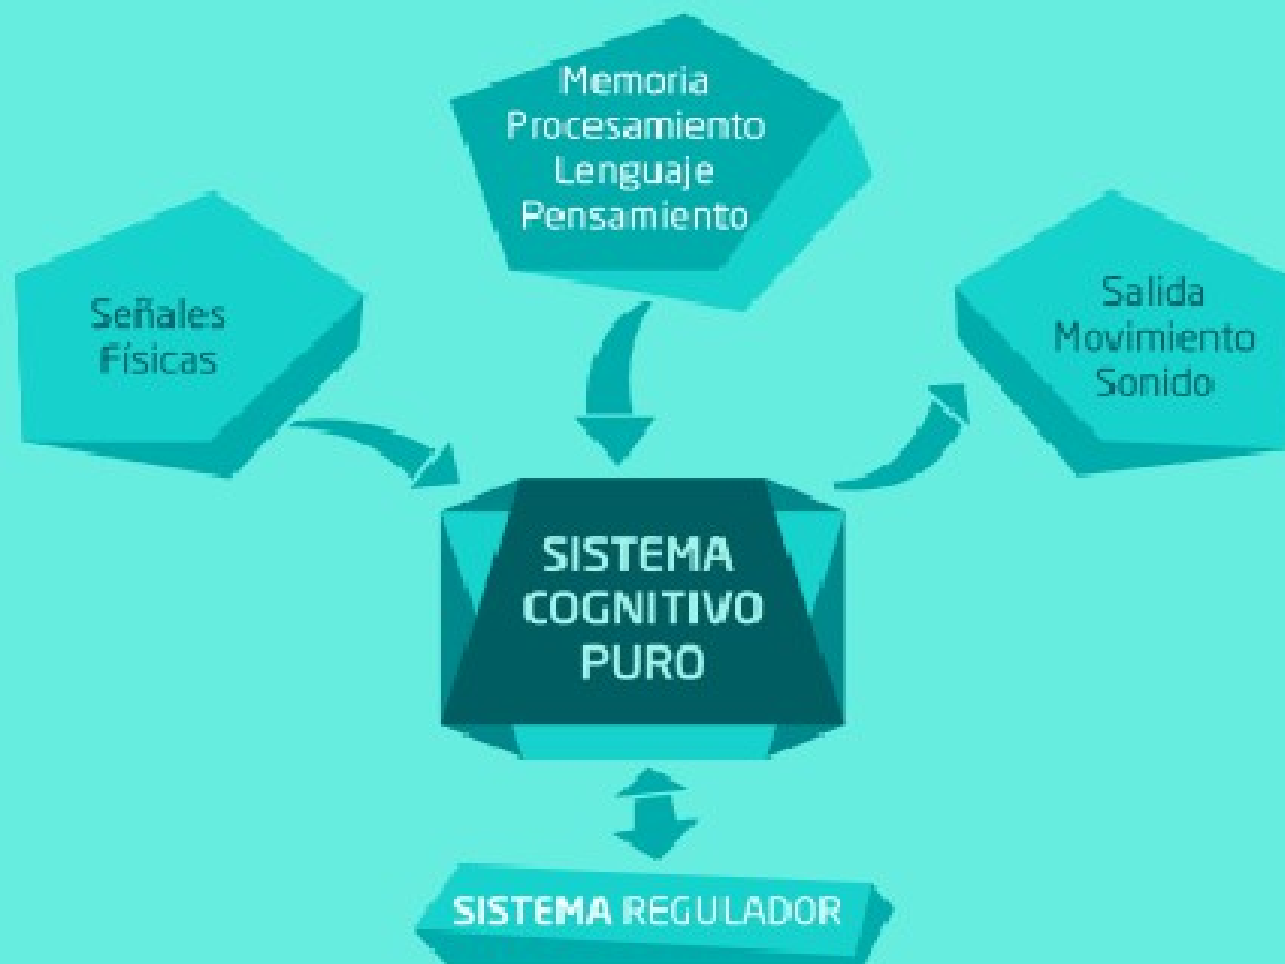 Memoria
Procesamiento
Lenguaje
Pensamiento
Señales
Físicas
Salida
Movimiento
Sonido
SISTEMA
COGNITIVO
PURO
SISTEMA REGULADOR